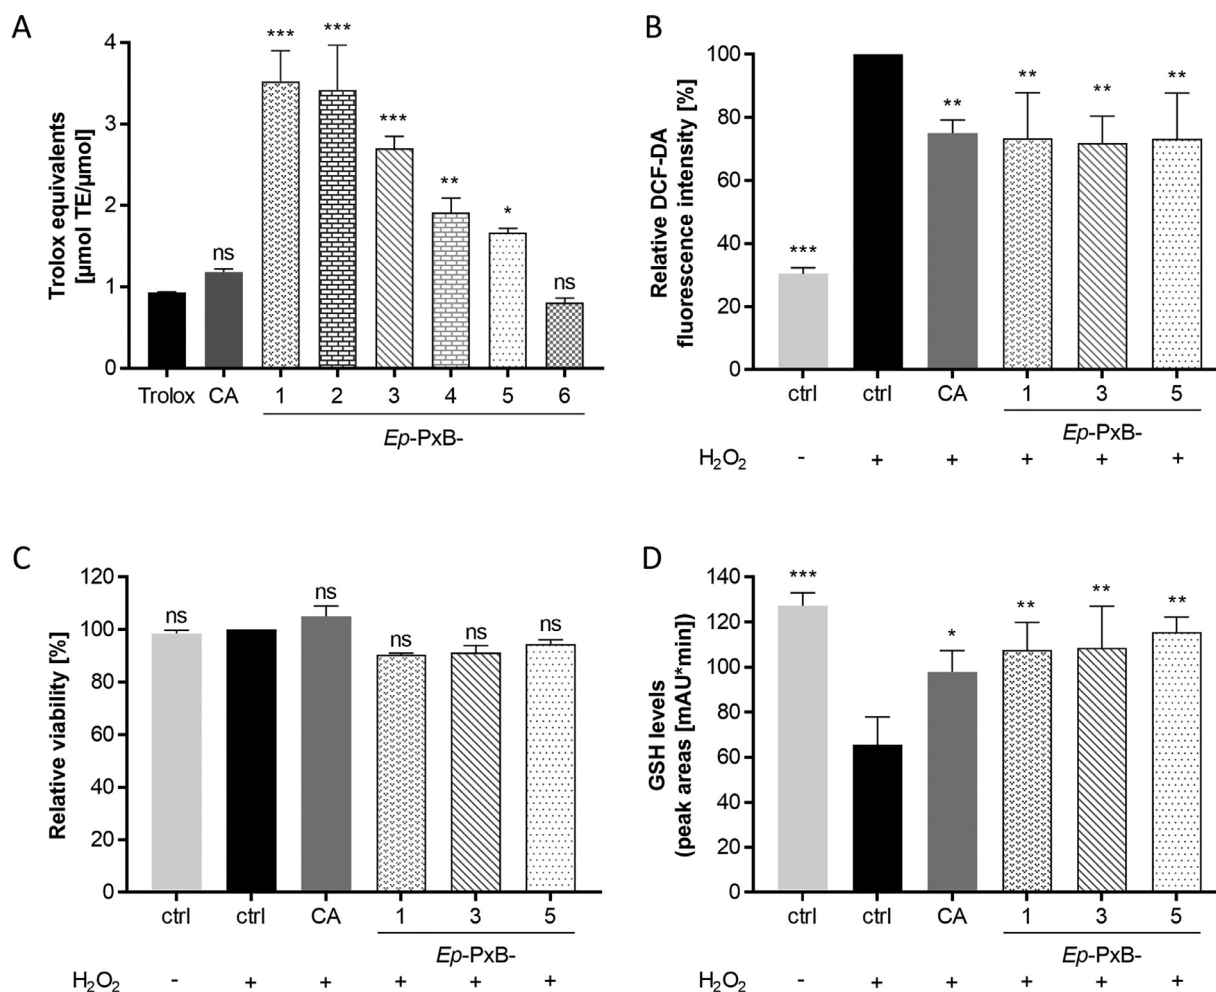 A
Trolox equivalents
[µmol TE/µmol]
4
3
2
1
0
ns
***
***
***
**
*
ns
Trolox CA 1 2 3 4 5 6
Ep-PxB-
B
Relative DCF-DA
fluorescence intensity [%]
100
80
60
40
20
0
***
**
**
**
**
ctrl ctrl CA 1 3 5
Ep-PxB-
H₂O₂ - + + + + +
C
Relative viability [%]
120
100
80
60
40
20
0
ns
ns
ns
ns
ns
ctrl ctrl CA 1 3 5
Ep-PxB-
H₂O₂ - + + + + +
D
GSH levels
(peak areas [mAU*min])
140
120
100
80
60
40
20
0
***
*
**
**
**
ctrl ctrl CA 1 3 5
Ep-PxB-
H₂O₂ - + + + + +